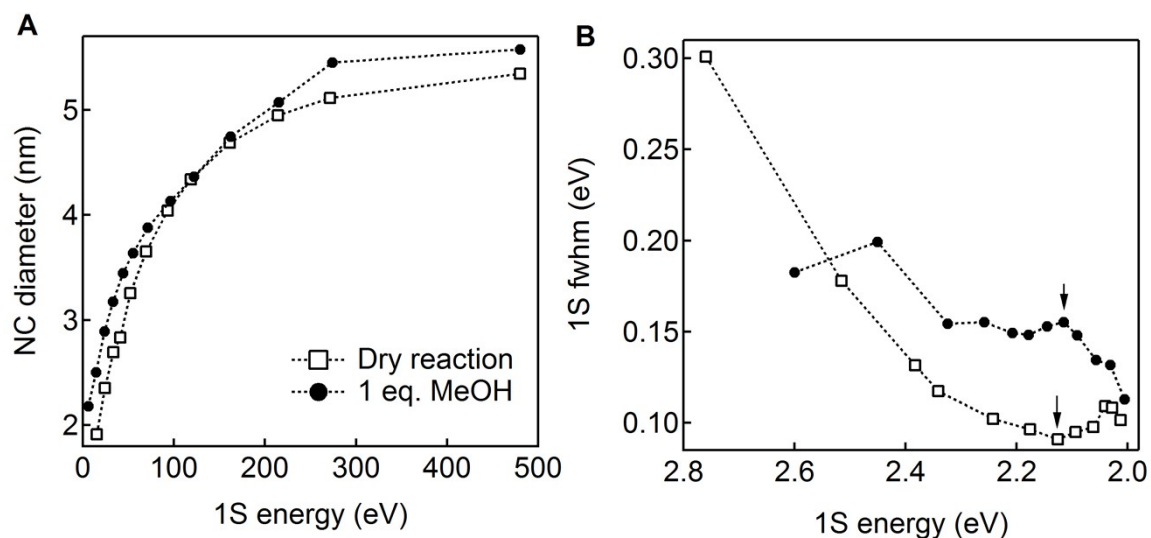 A
NC diameter (nm)
5
4
3
2
0 100 200 300 400 500
1S energy (eV)
Dry reaction
1 eq. MeOH
B
1S fwhm (eV)
0.30
0.25
0.20
0.15
0.10
2.8 2.6 2.4 2.2 2.0
1S energy (eV)